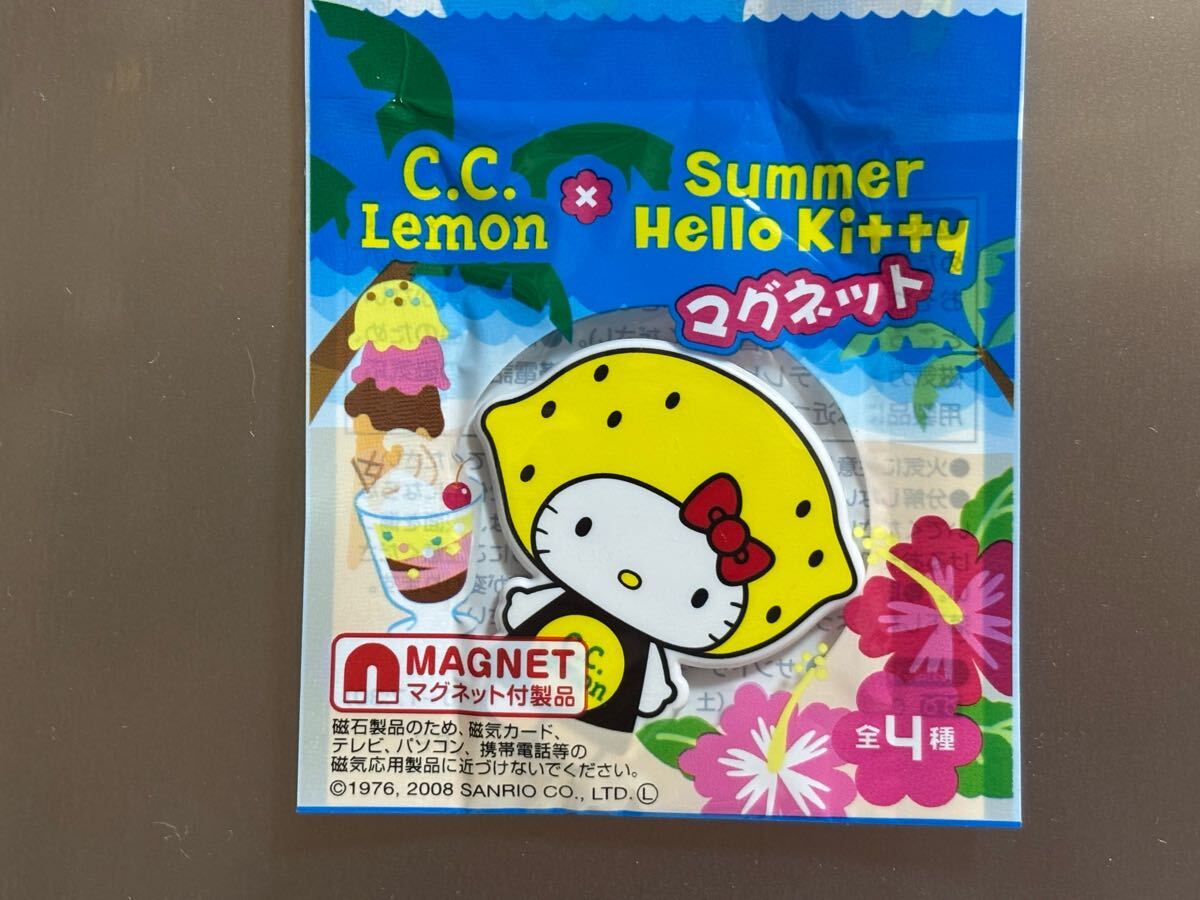 C.C.
Lemon
×
Summer
Hello Kitty
マグネット
MAGNET
マグネット付製品
磁石製品のため、磁気カード、
テレビ、パソコン、携帯電話等の
磁気応用製品に近づけないでください。
©1976, 2008 SANRIO CO., LTD. Ⓛ
全4種